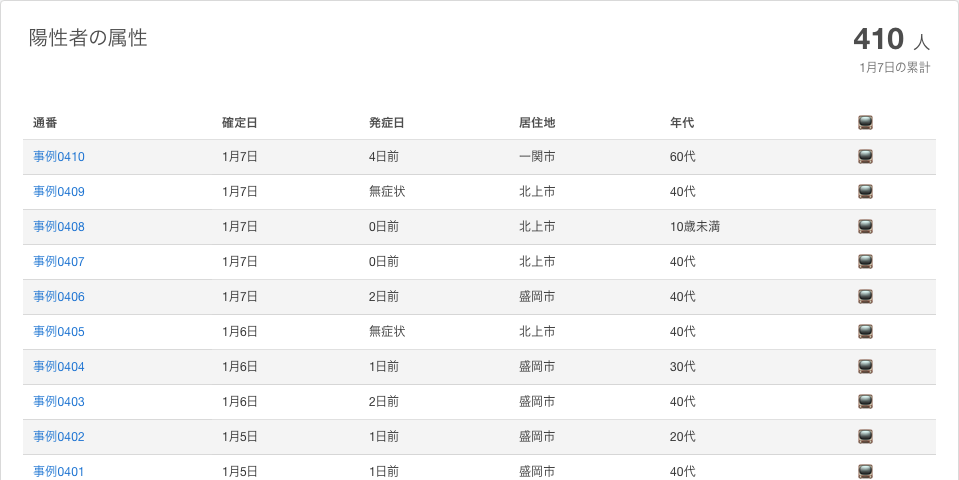 陽性者の属性
410 人
1月7日の累計
通番 確定日 発症日 居住地 年代
事例0410 1月7日 4日前 一関市 60代
事例0409 1月7日 無症状 北上市 40代
事例0408 1月7日 0日前 北上市 10歳未満
事例0407 1月7日 0日前 北上市 40代
事例0406 1月7日 2日前 盛岡市 40代
事例0405 1月6日 無症状 北上市 40代
事例0404 1月6日 1日前 盛岡市 30代
事例0403 1月6日 2日前 盛岡市 40代
事例0402 1月5日 1日前 盛岡市 20代
事例0401 1月5日 1日前 盛岡市 40代